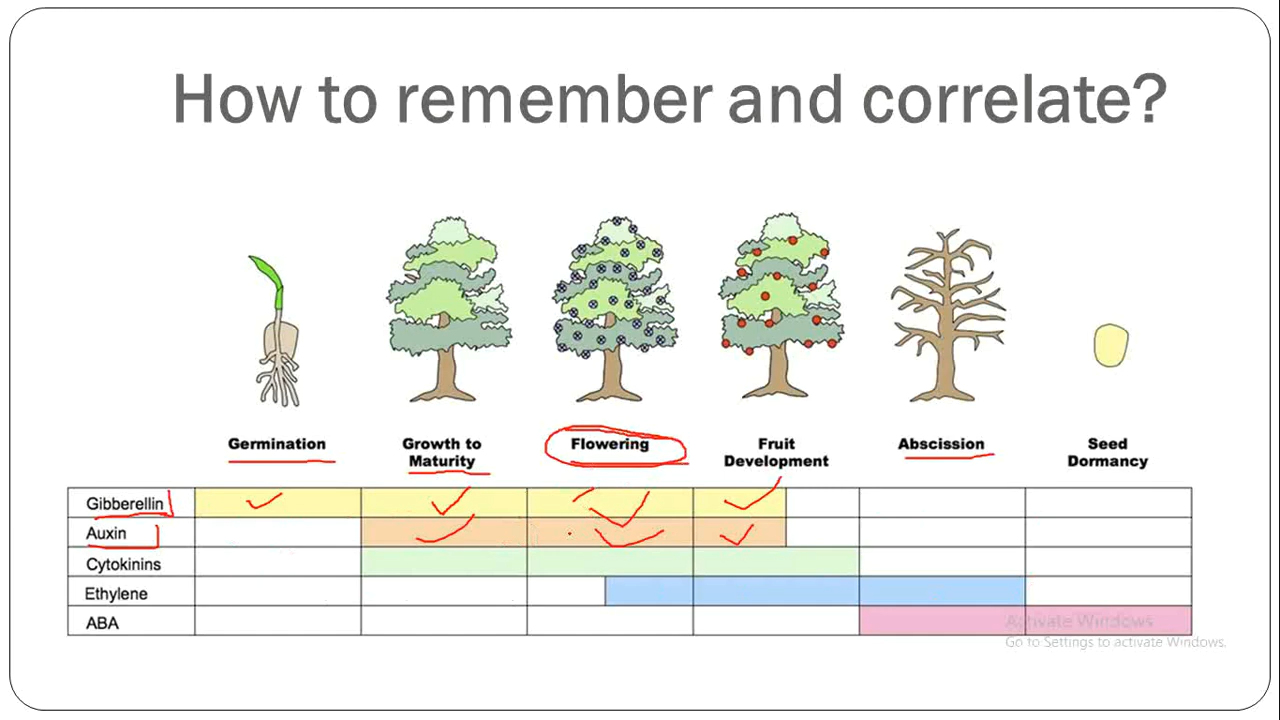 How to remember and correlate?
Germination
Growth to
Maturity
Flowering
Fruit
Development
Abscission
Seed
Dormancy
Gibberellin
Auxin
Cytokinins
Ethylene
ABA
Activate Windows
Go to Settings to activate Windows.